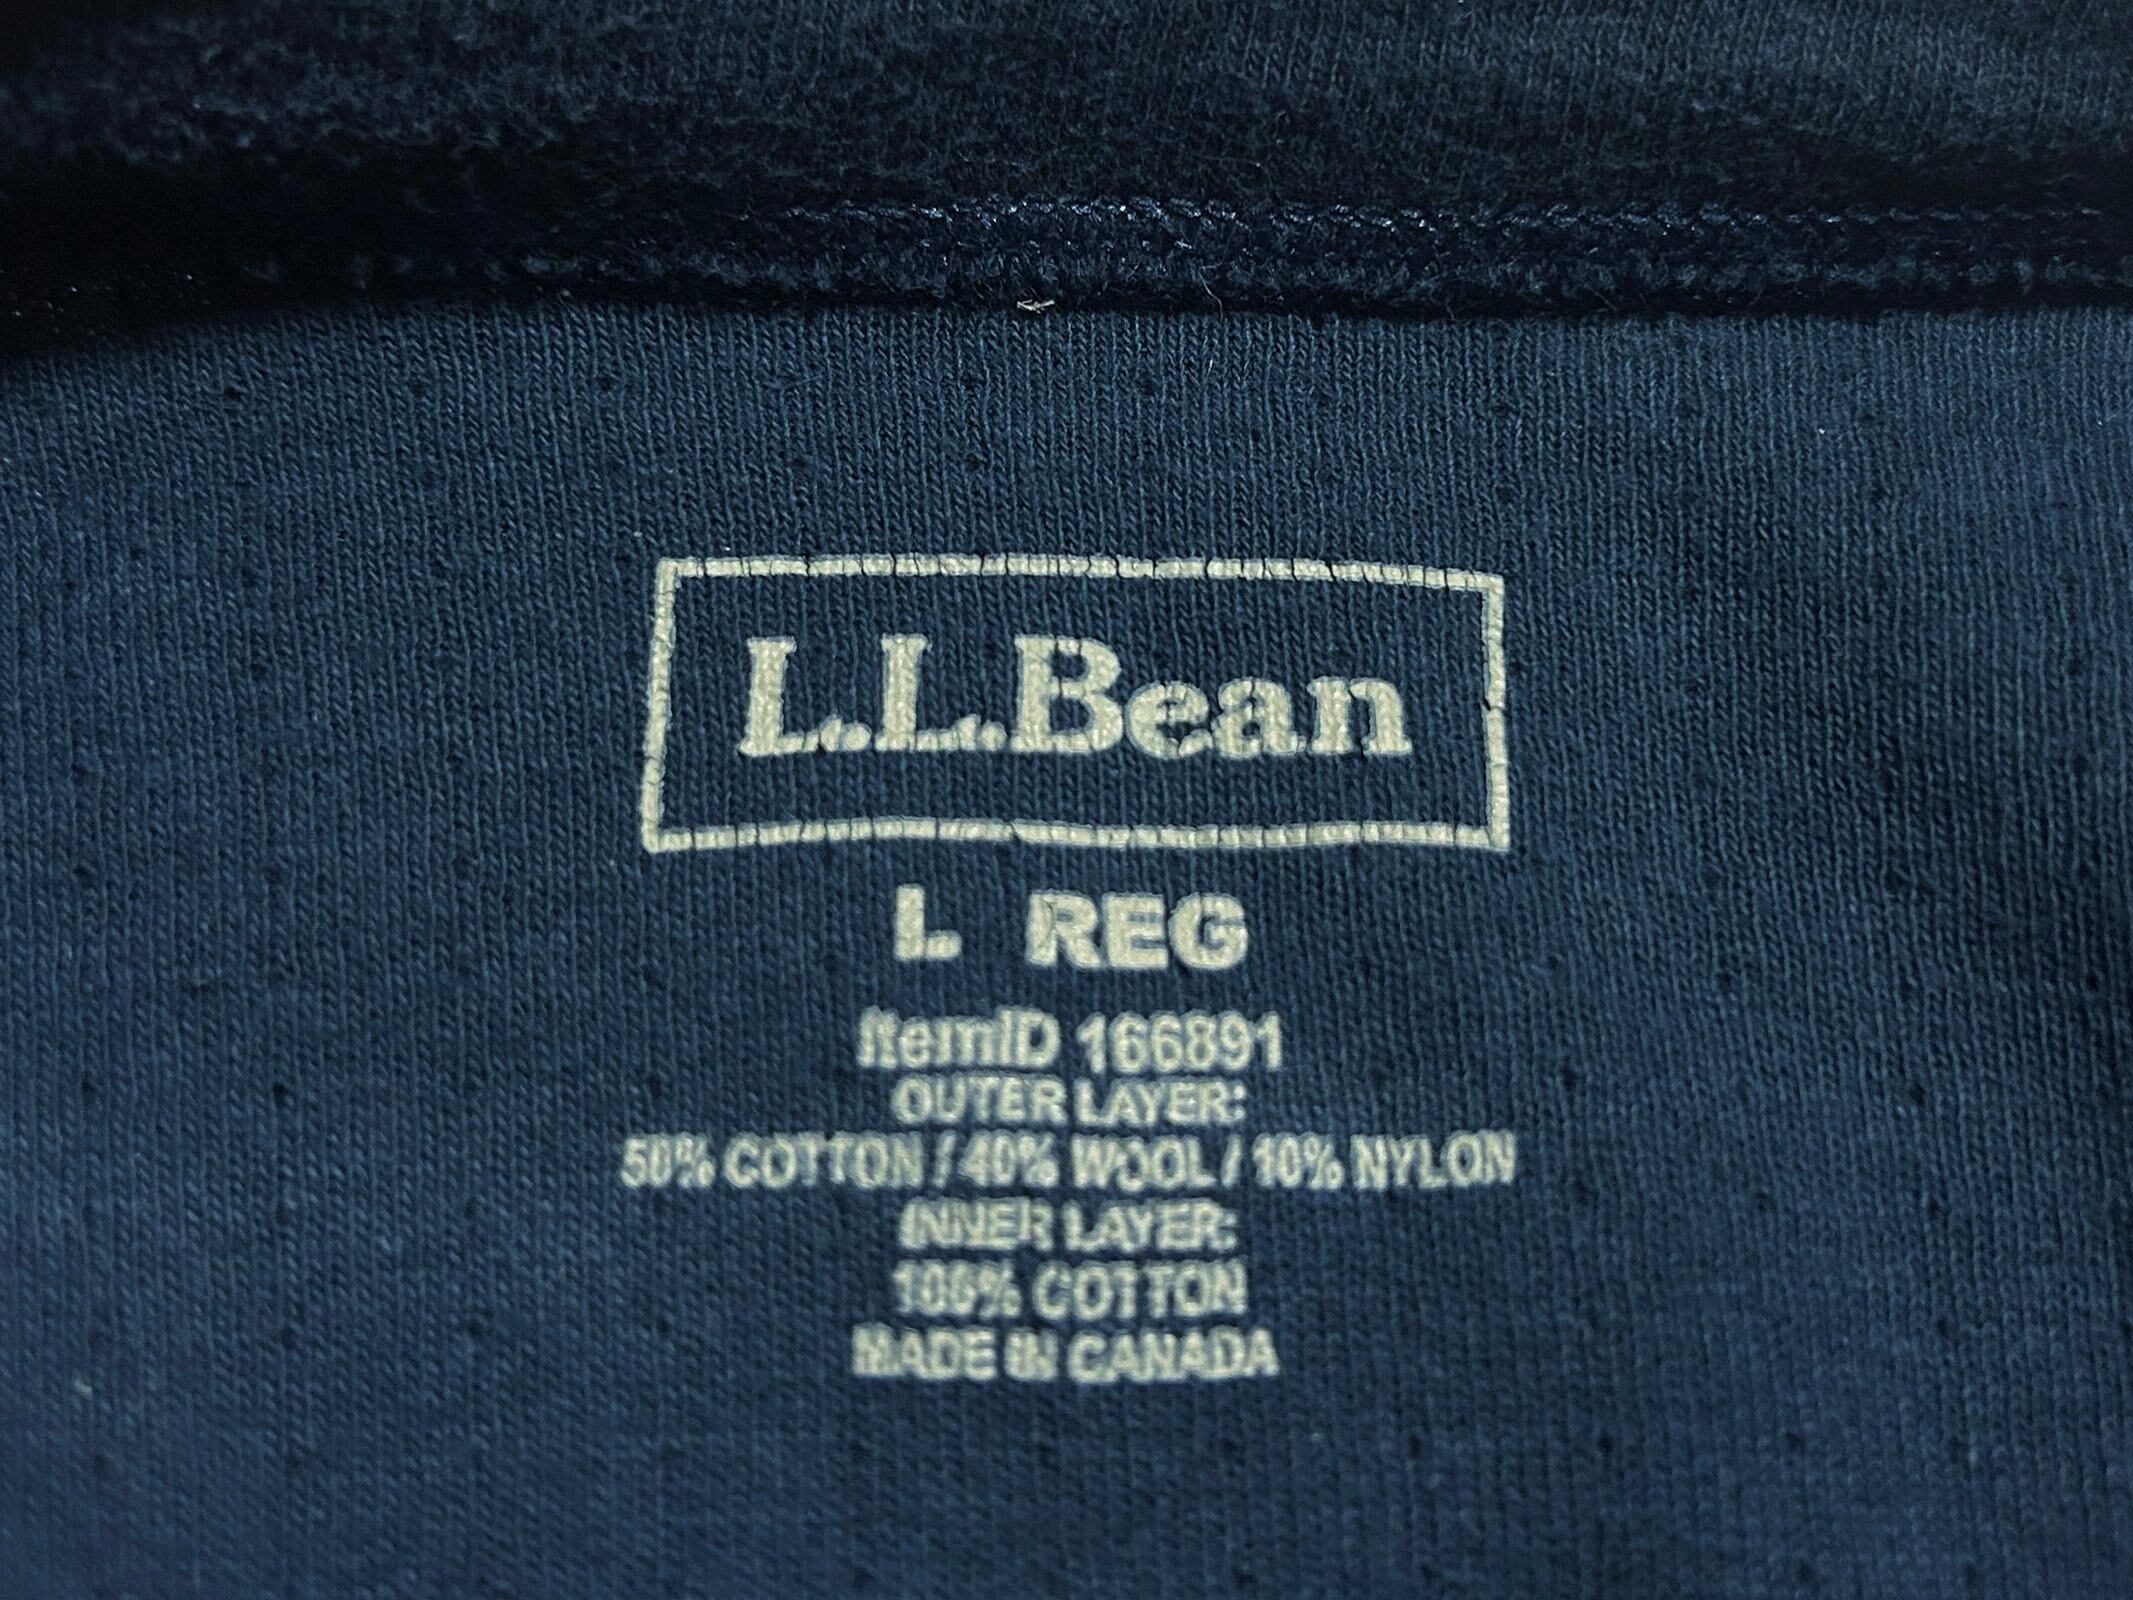 L.L.Bean
L REG
ItemID 166891
OUTER LAYER:
50% COTTON / 40% WOOL / 10% NYLON
INNER LAYER:
100% COTTON
MADE IN CANADA